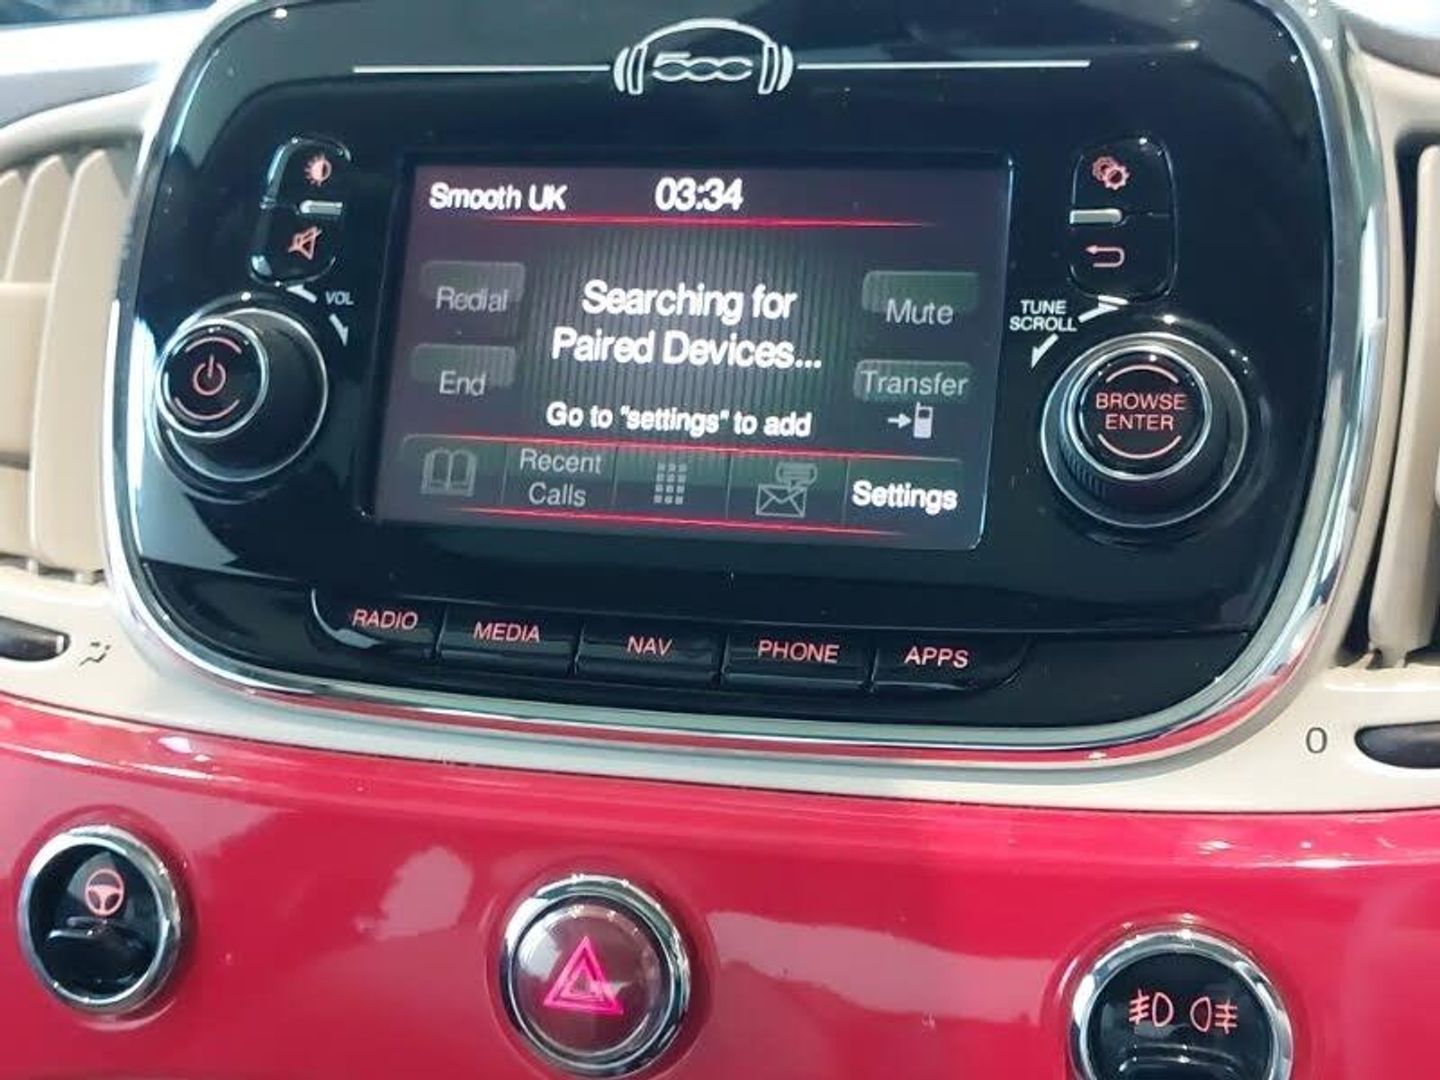 500
Smooth UK 03:34
VOL
Redial
Searching for
Paired Devices...
Mute
TUNE
SCROLL
End
Transfer
Go to "settings" to add
BROWSE
ENTER
Recent
Calls
Settings
RADIO MEDIA NAV PHONE APPS
0